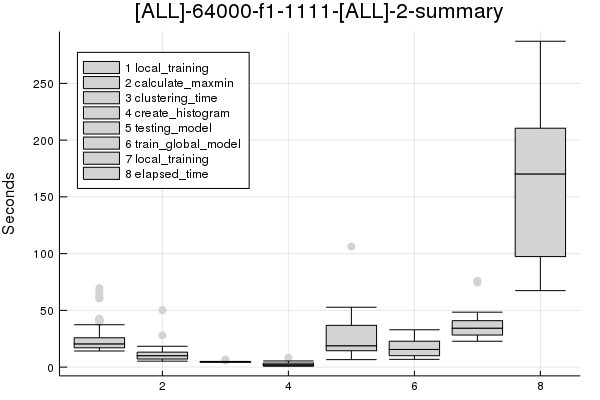 [ALL]-64000-f1-1111-[ALL]-2-summary
Seconds
250
200
150
100
50
0
1 local_training
2 calculate_maxmin
3 clustering_time
4 create_histogram
5 testing_model
6 train_global_model
7 local_training
8 elapsed_time
2 4 6 8